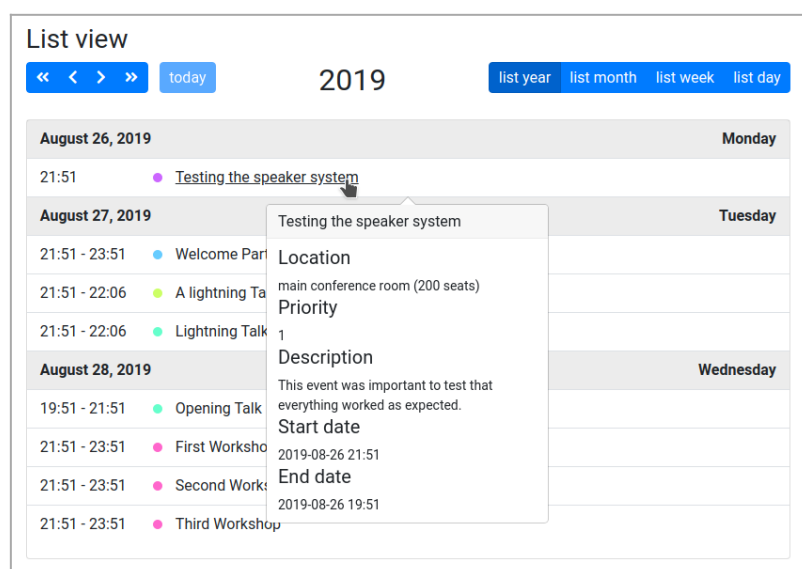 List view
today
2019
list year list month list week list day
August 26, 2019 Monday
21:51 Testing the speaker system
August 27, 2019 Tuesday
21:51 - 23:51 Welcome
21:51 - 22:06 A lightning
21:51 - 22:06 Lightning Talk
August 28, 2019 Wednesday
19:51 - 21:51 Opening Talk
21:51 - 23:51 First
21:51 - 23:51 Second
21:51 - 23:51 Third Workshop
Testing the speaker system
Location
main conference room (200 seats)
Priority
1
Description
This event was important to test that
everything worked as expected.
Start date
2019-08-26 21:51
End date
2019-08-26 19:51